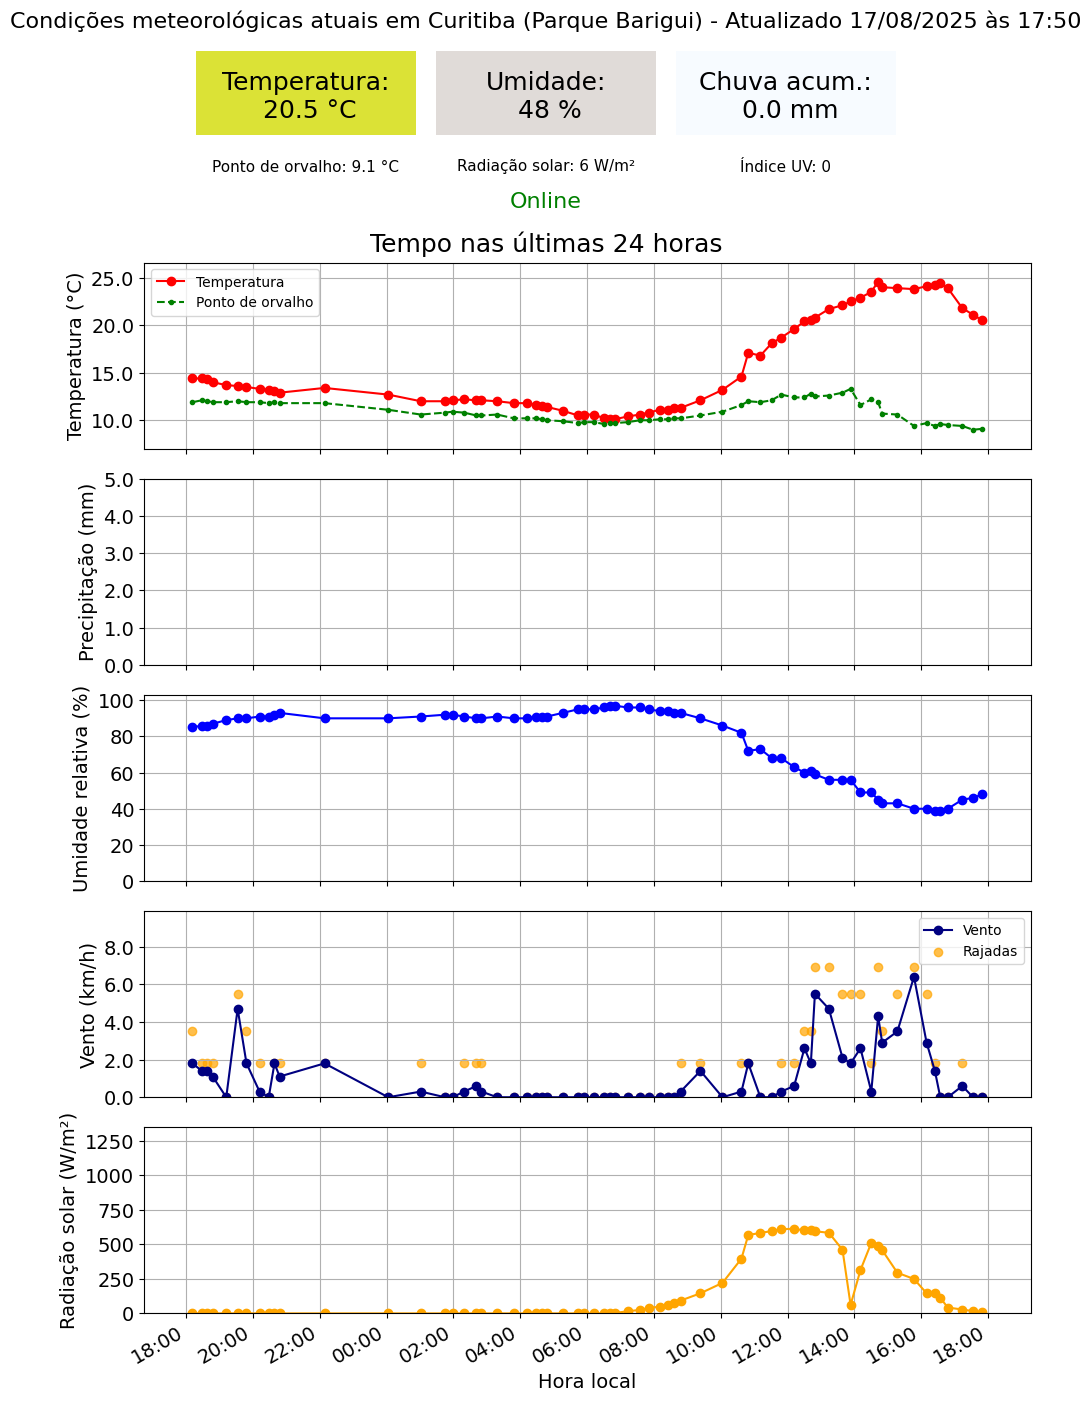 Condições meteorológicas atuais em Curitiba (Parque Barigui) - Atualizado 17/08/2025 às 17:50
Temperatura:
20.5 °C
Umidade:
48 %
Chuva acum.:
0.0 mm
Ponto de orvalho: 9.1 °C
Radiação solar: 6 W/m²
Índice UV: 0
Online
Tempo nas últimas 24 horas
Temperatura (°C)
25.0
20.0
15.0
10.0
Temperatura
Ponto de orvalho
Precipitação (mm)
5.0
4.0
3.0
2.0
1.0
0.0
Umidade relativa (%)
100
80
60
40
20
0
Vento (km/h)
8.0
6.0
4.0
2.0
0.0
Vento
Rajadas
Radiação solar (W/m²)
1250
1000
750
500
250
0
18:00
20:00
22:00
00:00
02:00
04:00
06:00
08:00
10:00
12:00
14:00
16:00
18:00
Hora local